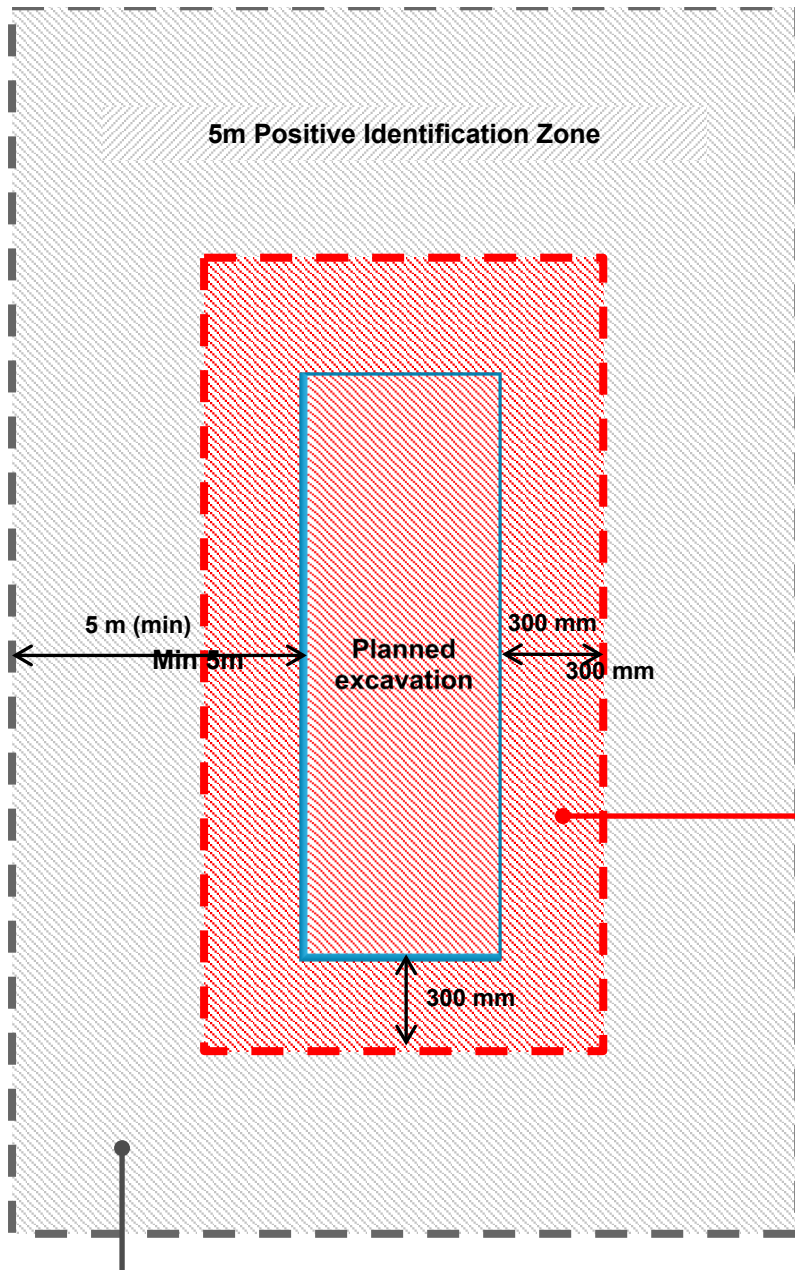 5m Positive Identification Zone
5 m (min)
Min 5m
Planned
excavation
300 mm
300 mm
300 mm